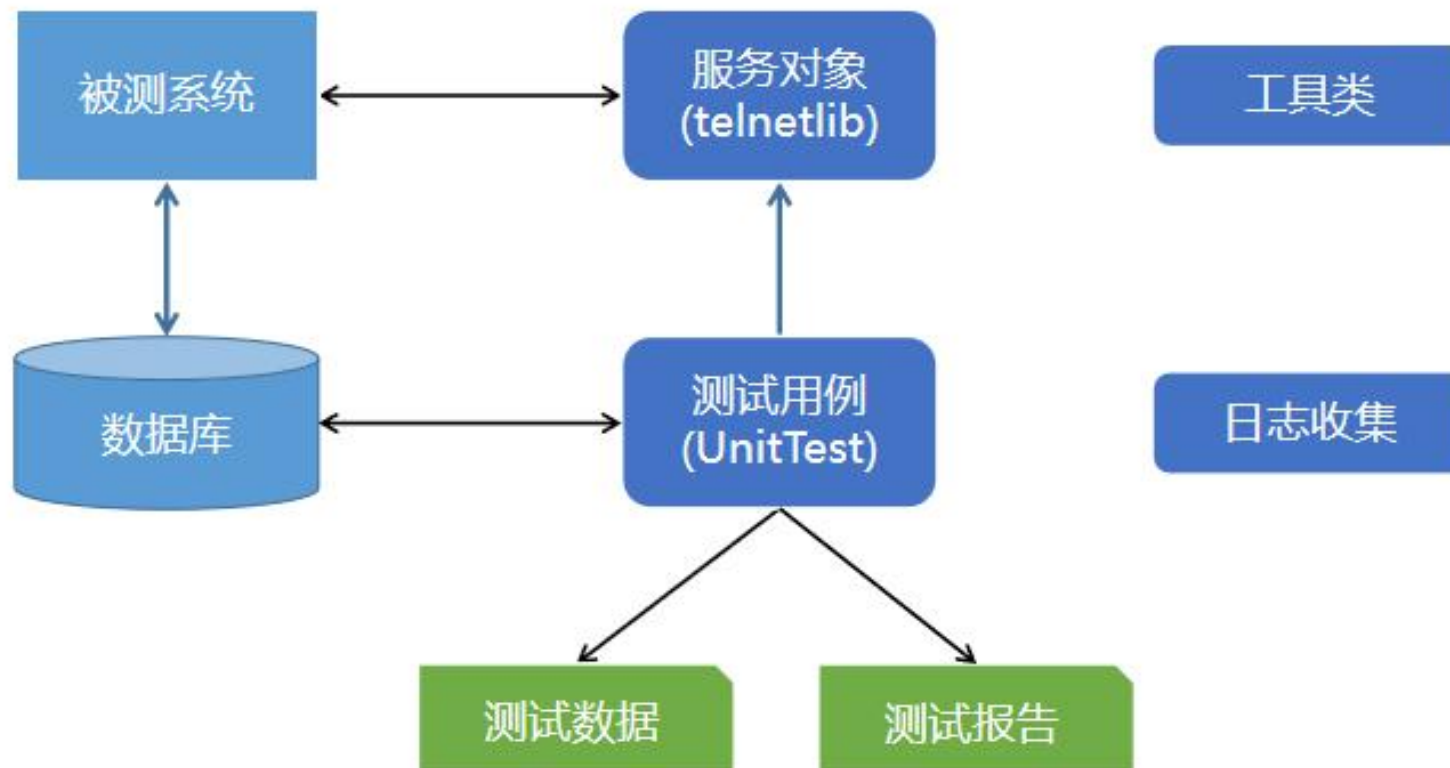 被测系统
服务对象
(telnetlib)
工具类
数据库
测试用例
(UnitTest)
日志收集
测试数据
测试报告